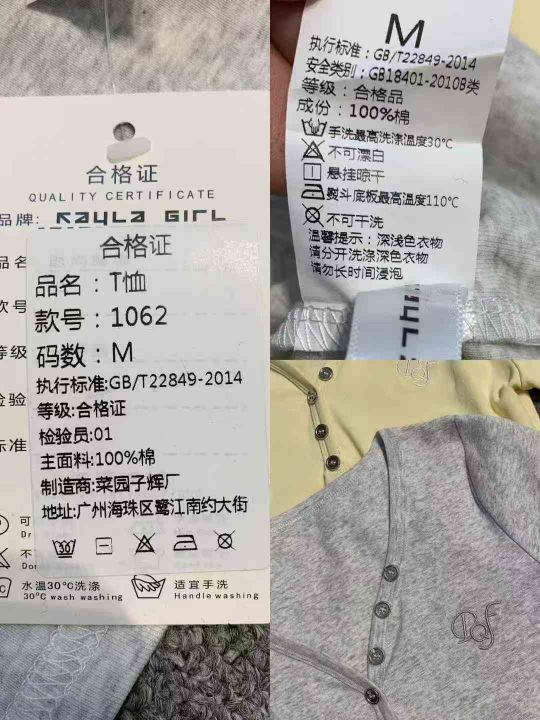 合格证
QUALITY CERTIFICATE
品牌: RAYLA GIRL
合格证
品名：T恤
款号：1062
码数：M
执行标准:GB/T22849-2014
等级:合格证
检验员:01
主面料:100%棉
制造商:菜园子辉厂
地址:广州海珠区鹭江南约大街
30
水温30℃洗涤
30℃ wash washing
适宜手洗
Handle washing
M
执行标准：GB/T22849-2014
安全类别：GB18401-2010B类
等级：合格品
成份：100%棉
手洗最高洗涤温度30℃
不可漂白
悬挂晾干
熨斗底板最高温度110℃
不可干洗
温馨提示：深浅色衣物
请分开洗涤深色衣物
请勿长时间浸泡